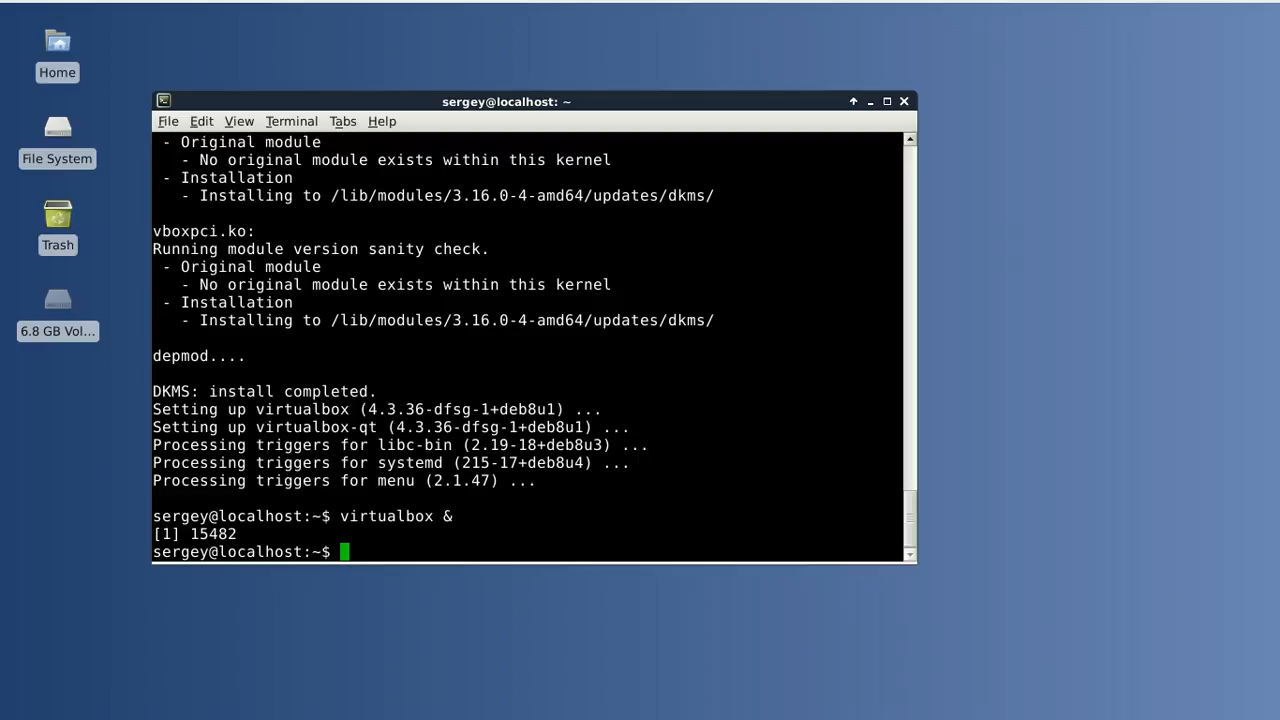 Home
File System
Trash
6.8 GB Vol...
sergey@localhost: ~
File Edit View Terminal Tabs Help
- Original module
- No original module exists within this kernel
- Installation
- Installing to /lib/modules/3.16.0-4-amd64/updates/dkms/
vboxpci.ko:
Running module version sanity check.
- Original module
- No original module exists within this kernel
- Installation
- Installing to /lib/modules/3.16.0-4-amd64/updates/dkms/
depmod....
DKMS: install completed.
Setting up virtualbox (4.3.36-dfsg-1+deb8u1) ...
Setting up virtualbox-qt (4.3.36-dfsg-1+deb8u1) ...
Processing triggers for libc-bin (2.19-18+deb8u3) ...
Processing triggers for systemd (215-17+deb8u4) ...
Processing triggers for menu (2.1.47) ...
sergey@localhost:~$ virtualbox &
[1] 15482
sergey@localhost:~$